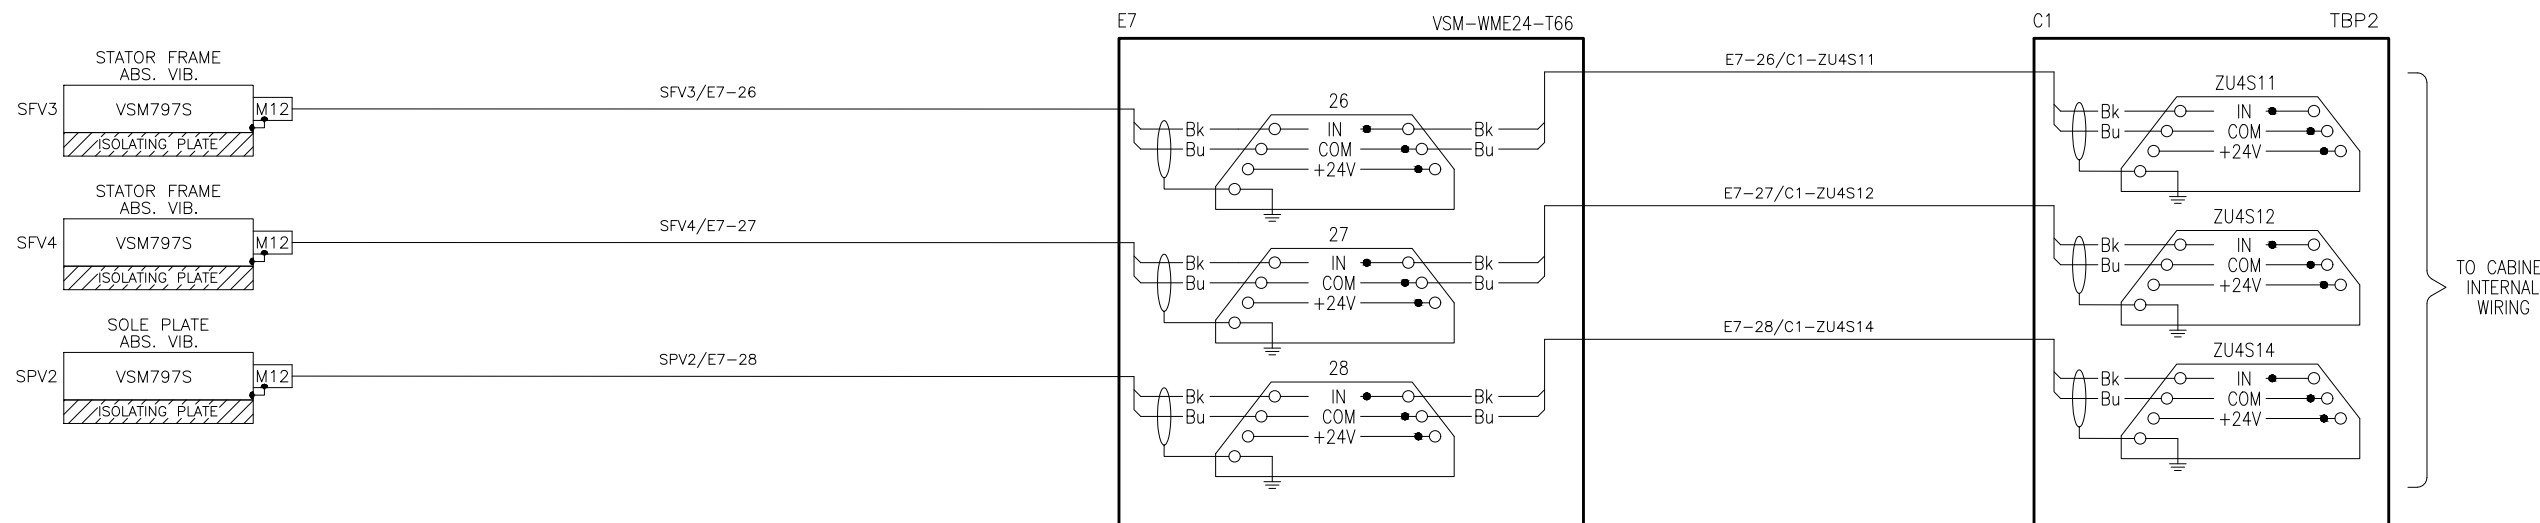 E7
VSM-WME24-T66
C1
TBP2
STATOR FRAME
ABS. VIB.
SFV3
VSM797S
M12
ISOLATING PLATE
SFV3/E7-26
26
Bk
IN
Bk
Bu
COM
Bu
+24V
E7-26/C1-ZU4S11
ZU4S11
Bk
IN
Bu
COM
+24V
STATOR FRAME
ABS. VIB.
SFV4
VSM797S
M12
ISOLATING PLATE
SFV4/E7-27
27
Bk
IN
Bk
Bu
COM
Bu
+24V
E7-27/C1-ZU4S12
ZU4S12
Bk
IN
Bu
COM
+24V
SOLE PLATE
ABS. VIB.
SPV2
VSM797S
M12
ISOLATING PLATE
SPV2/E7-28
28
Bk
IN
Bk
Bu
COM
Bu
+24V
E7-28/C1-ZU4S14
ZU4S14
Bk
IN
Bu
COM
+24V
TO CABINE
INTERNAL
WIRING